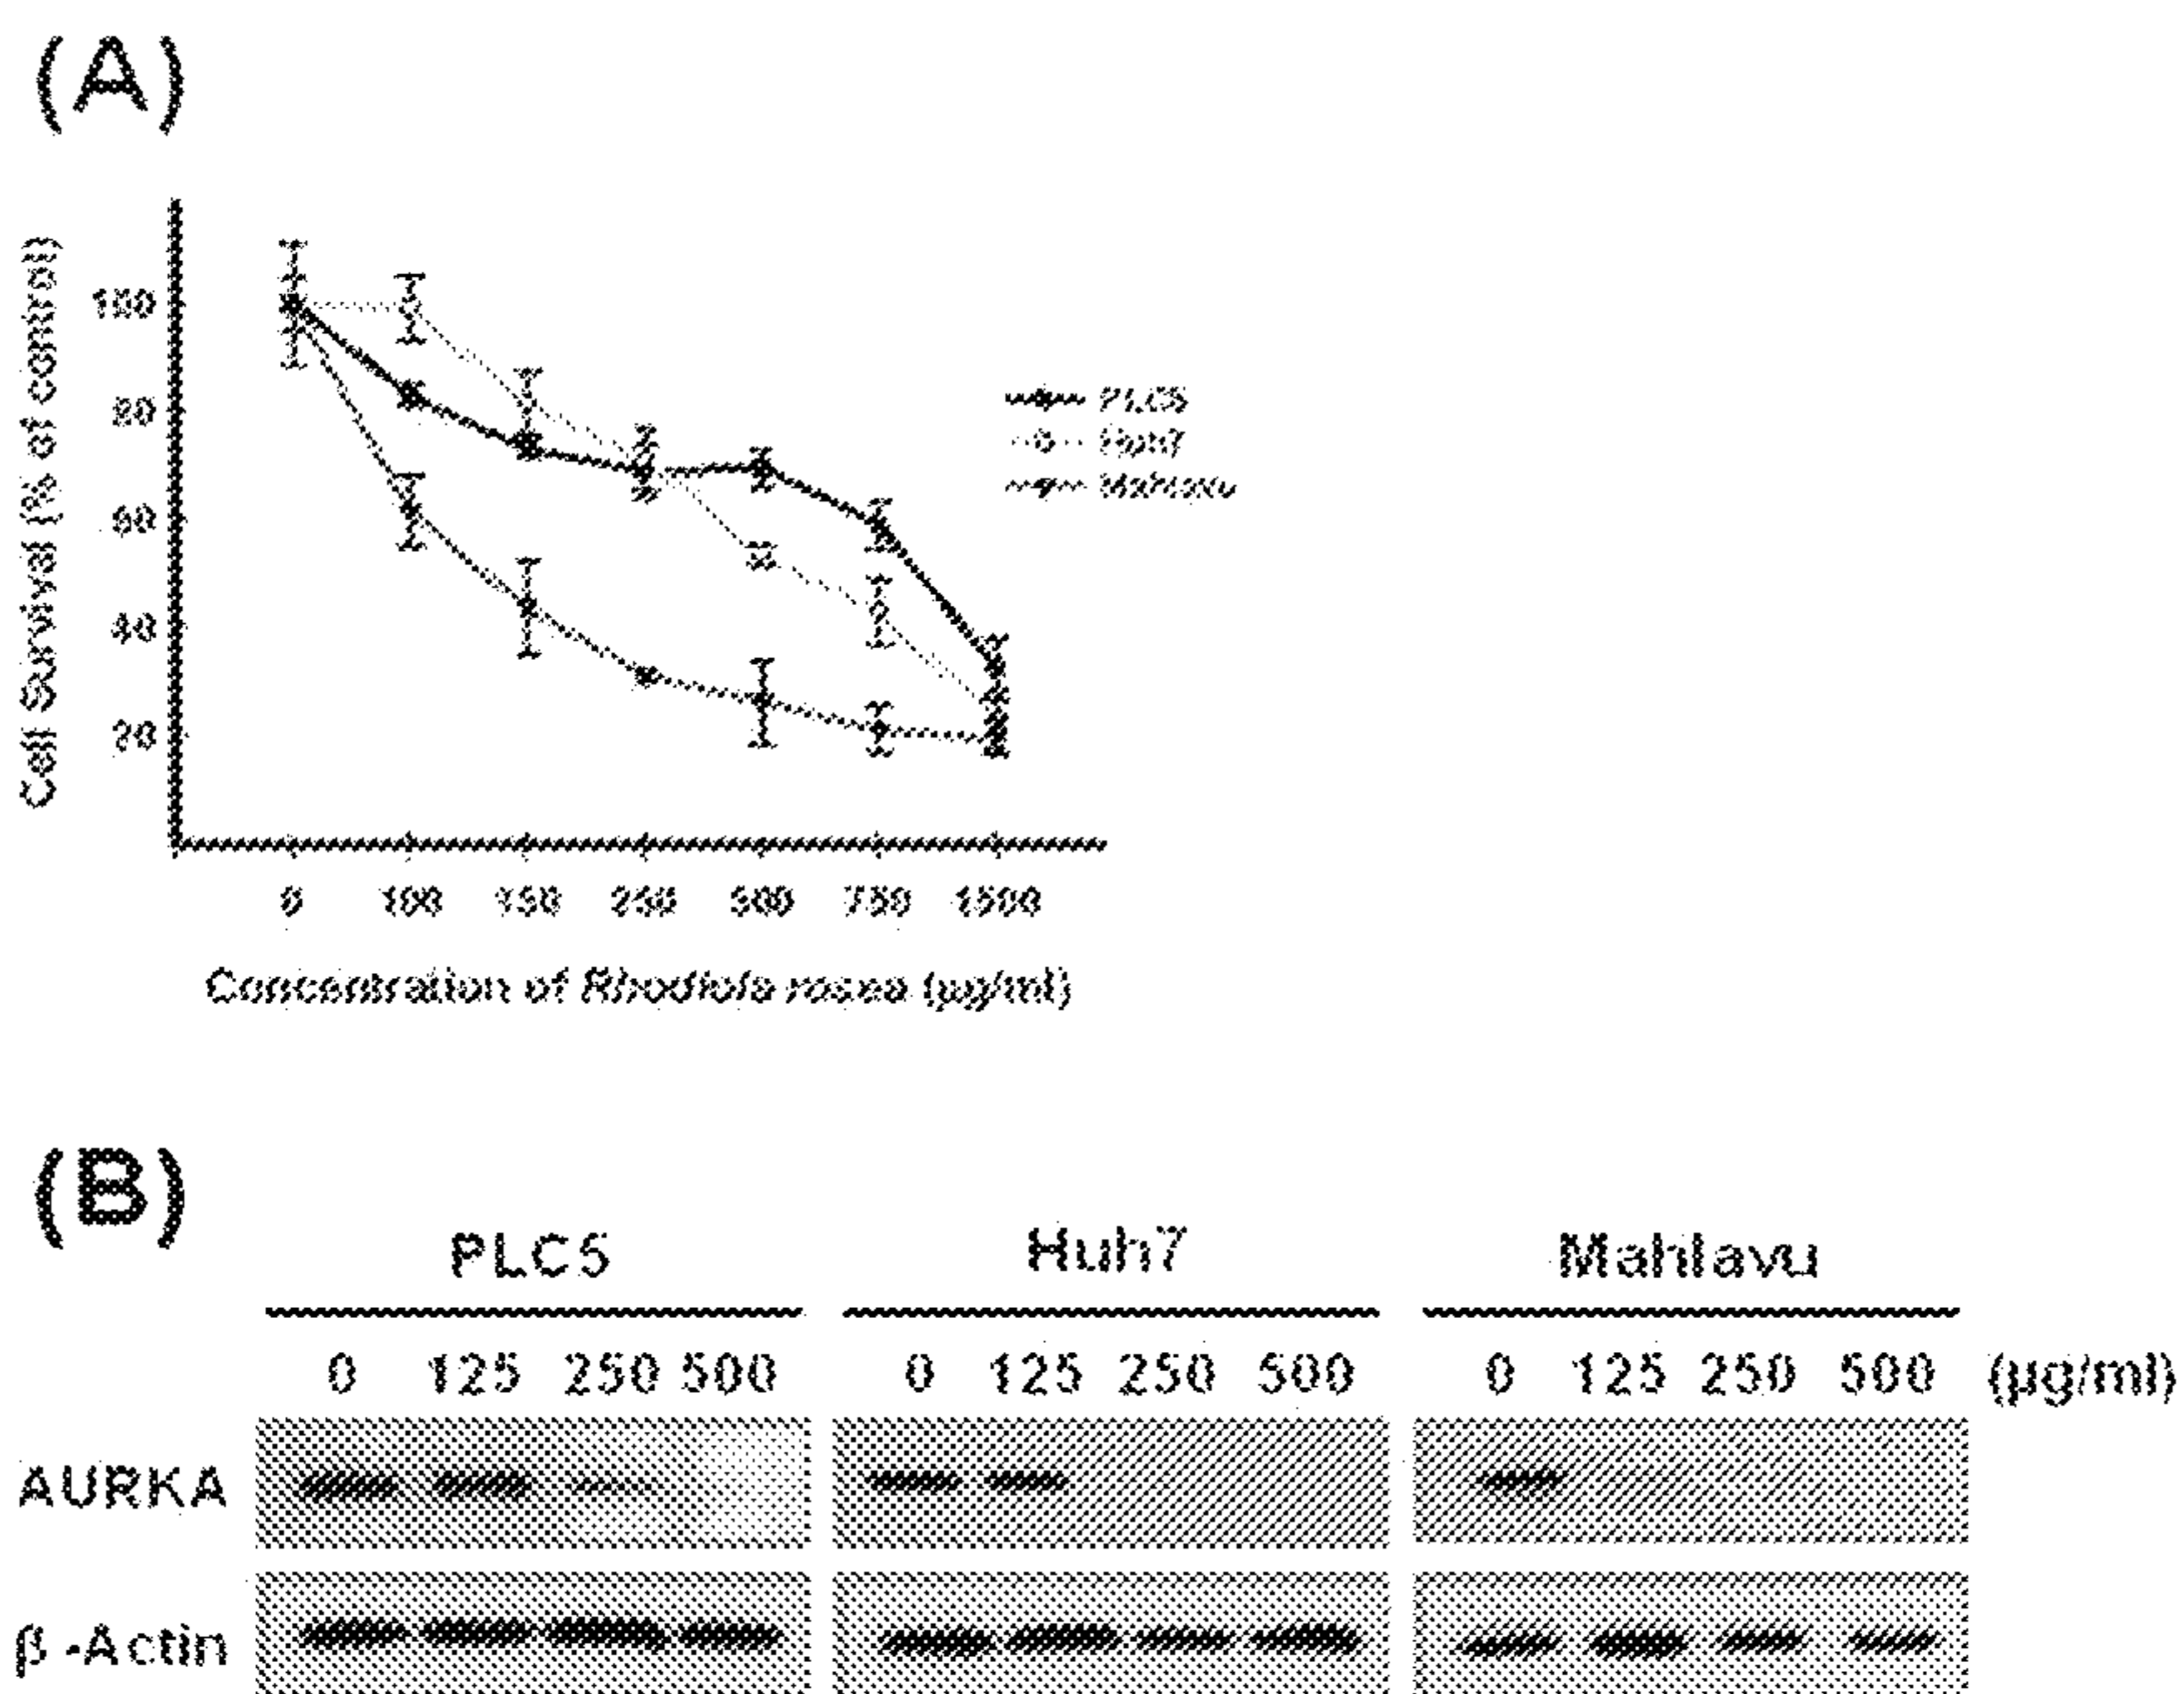 (A)
Cell Survival (% of control)
100
80
60
40
20
PLC5
Huh7
Mahlavu
0 100 150 250 500 750 1500
Concentration of Rhodiola rosea (µg/ml)
(B)
PLC5 Huh7 Mahlavu
0 125 250 500 0 125 250 500 0 125 250 500 (µg/ml)
AURKA
β -Actin